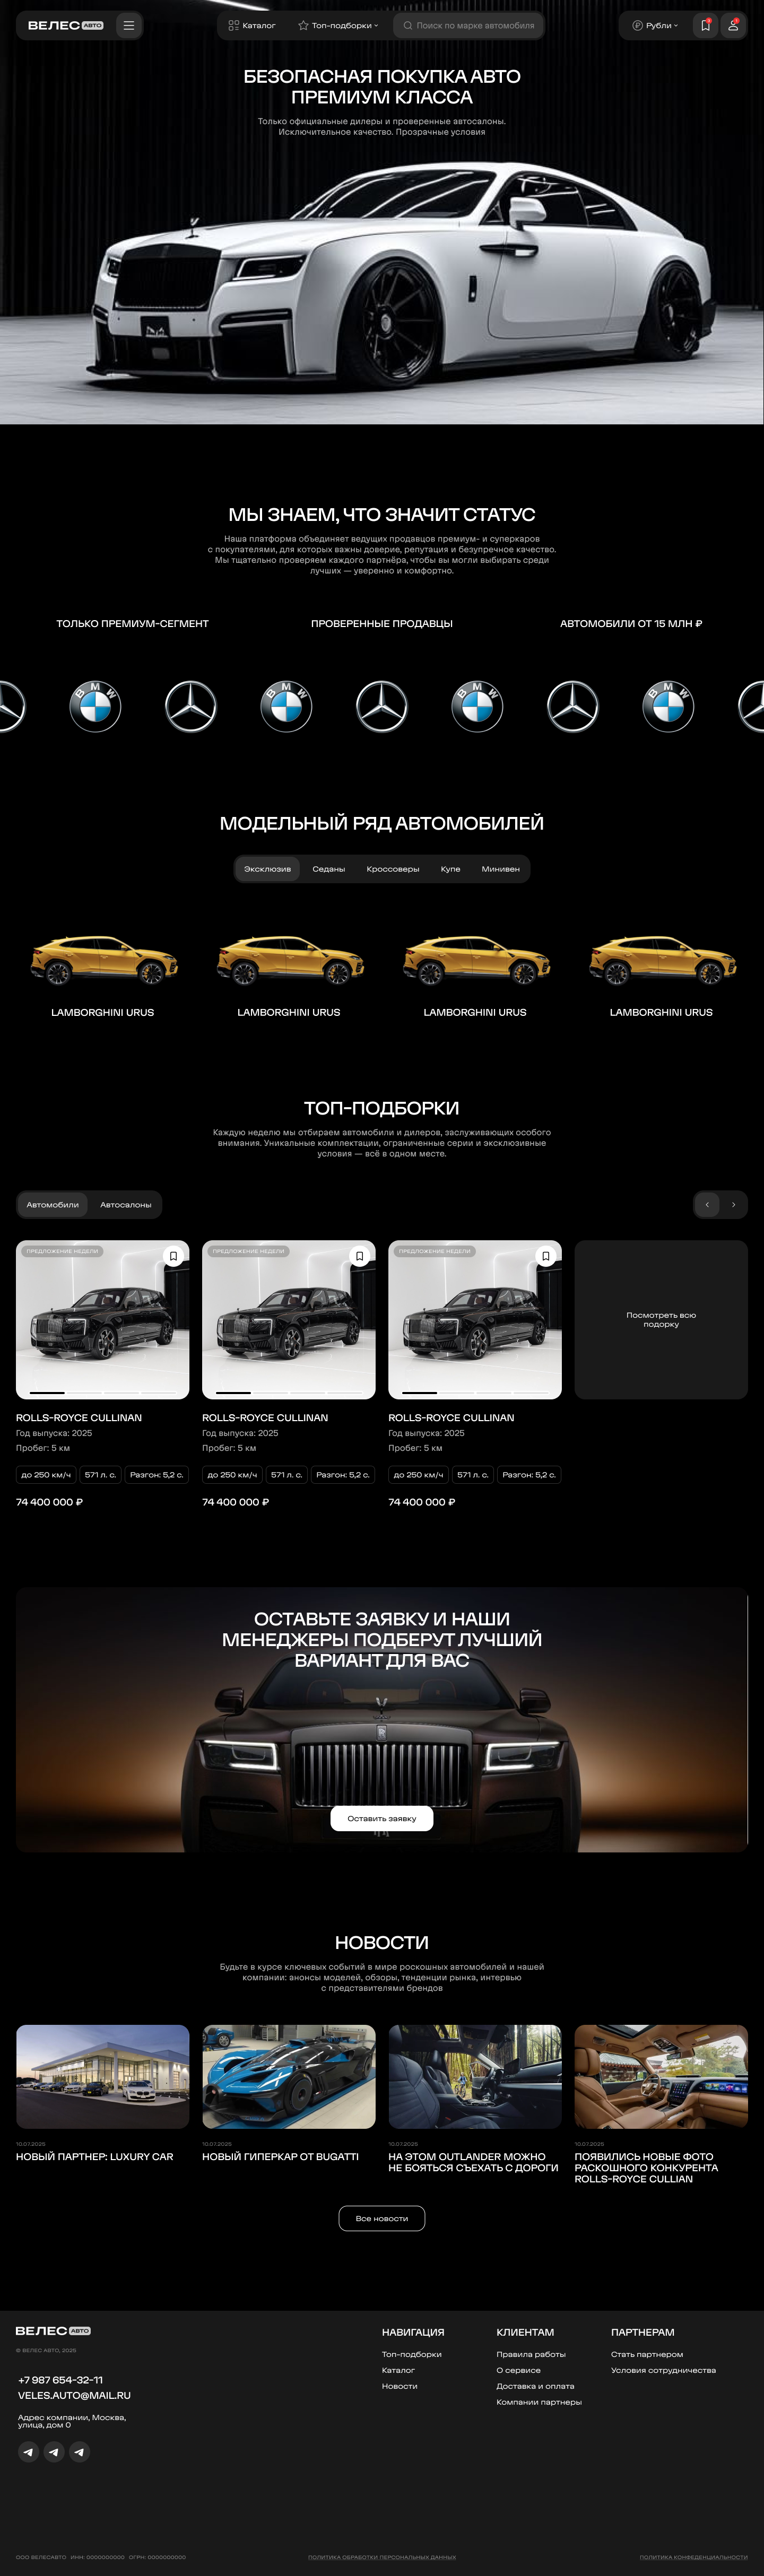 ВЕЛЕС АВТО
Каталог
Топ-подборки
Поиск по марке автомобиля
Рубли
БЕЗОПАСНАЯ ПОКУПКА АВТО
ПРЕМИУМ КЛАССА
Только официальные дилеры и проверенные автосалоны.
Исключительное качество. Прозрачные условия
МЫ ЗНАЕМ, ЧТО ЗНАЧИТ СТАТУС
Наша платформа объединяет ведущих продавцов премиум- и суперкаров
с покупателями, для которых важны доверие, репутация и безупречное качество.
Мы тщательно проверяем каждого партнёра, чтобы вы могли выбирать среди
лучших — уверенно и комфортно.
ТОЛЬКО ПРЕМИУМ-СЕГМЕНТ
ПРОВЕРЕННЫЕ ПРОДАВЦЫ
АВТОМОБИЛИ ОТ 15 МЛН ₽
BMW
BMW
BMW
BMW
МОДЕЛЬНЫЙ РЯД АВТОМОБИЛЕЙ
Эксклюзив
Седаны
Кроссоверы
Купе
Минивен
LAMBORGHINI URUS
LAMBORGHINI URUS
LAMBORGHINI URUS
LAMBORGHINI URUS
ТОП-ПОДБОРКИ
Каждую неделю мы отбираем автомобили и дилеров, заслуживающих особого
внимания. Уникальные комплектации, ограниченные серии и эксклюзивные
условия — всё в одном месте.
Автомобили
Автосалоны
ПРЕДЛОЖЕНИЕ НЕДЕЛИ
ROLLS-ROYCE CULLINAN
Год выпуска: 2025
Пробег: 5 км
до 250 км/ч
571 л. с.
Разгон: 5,2 с.
74 400 000 ₽
ПРЕДЛОЖЕНИЕ НЕДЕЛИ
ROLLS-ROYCE CULLINAN
Год выпуска: 2025
Пробег: 5 км
до 250 км/ч
571 л. с.
Разгон: 5,2 с.
74 400 000 ₽
ПРЕДЛОЖЕНИЕ НЕДЕЛИ
ROLLS-ROYCE CULLINAN
Год выпуска: 2025
Пробег: 5 км
до 250 км/ч
571 л. с.
Разгон: 5,2 с.
74 400 000 ₽
Посмотреть всю
подорку
ОСТАВЬТЕ ЗАЯВКУ И НАШИ
МЕНЕДЖЕРЫ ПОДБЕРУТ ЛУЧШИЙ
ВАРИАНТ ДЛЯ ВАС
Оставить заявку
НОВОСТИ
Будьте в курсе ключевых событий в мире роскошных автомобилей и нашей
компании: анонсы моделей, обзоры, тенденции рынка, интервью
с представителями брендов
10.07.2025
НОВЫЙ ПАРТНЕР: LUXURY CAR
10.07.2025
НОВЫЙ ГИПЕРКАР ОТ BUGATTI
10.07.2025
НА ЭТОМ OUTLANDER МОЖНО
НЕ БОЯТЬСЯ СЪЕХАТЬ С ДОРОГИ
10.07.2025
ПОЯВИЛИСЬ НОВЫЕ ФОТО
РАСКОШНОГО КОНКУРЕНТА
ROLLS-ROYCE CULLIAN
Все новости
ВЕЛЕС АВТО
© ВЕЛЕС АВТО, 2025
+7 987 654-32-11
VELES.AUTO@MAIL.RU
Адрес компании, Москва,
улица, дом 0
НАВИГАЦИЯ
Топ-подборки
Каталог
Новости
КЛИЕНТАМ
Правила работы
О сервисе
Доставка и оплата
Компании партнеры
ПАРТНЕРАМ
Стать партнером
Условия сотрудничества
ООО ВЕЛЕСАВТО ИНН: 0000000000 ОГРН: 0000000000
ПОЛИТИКА ОБРАБОТКИ ПЕРСОНАЛЬНЫХ ДАННЫХ
ПОЛИТИКА КОНФЕДЕНЦИАЛЬНОСТИ